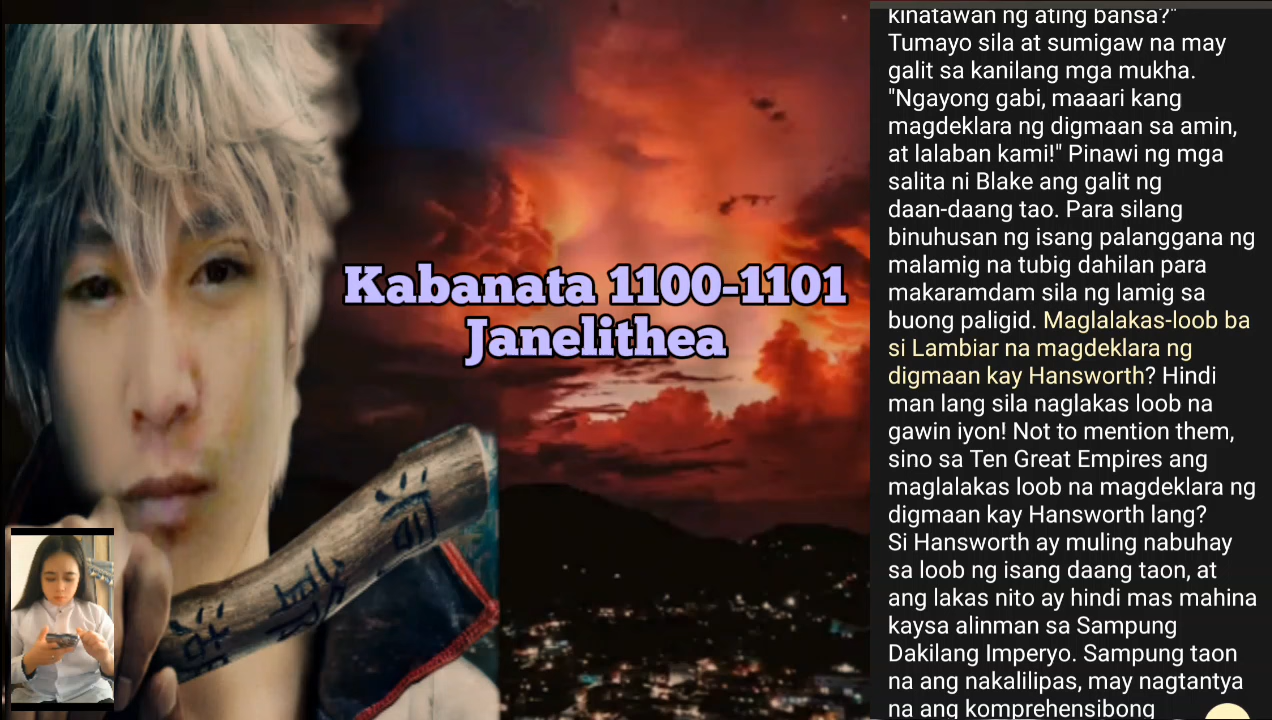 Kabanata 1100-1101
Janelithea
kinatawan ng ating bansa?"
Tumayo sila at sumigaw na may
galit sa kanilang mga mukha.
"Ngayong gabi, maaari kang
magdeklara ng digmaan sa amin,
at lalaban kami!" Pinawi ng mga
salita ni Blake ang galit ng
daan-daang tao. Para silang
binuhusan ng isang palanggana ng
malamig na tubig dahilan para
makaramdam sila ng lamig sa
buong paligid. Maglalakas-loob ba
si Lambiar na magdeklara ng
digmaan kay Hansworth? Hindi
man lang sila naglakas loob na
gawin iyon! Not to mention them,
sino sa Ten Great Empires ang
maglalakas loob na magdeklara ng
digmaan kay Hansworth lang?
Si Hansworth ay muling nabuhay
sa loob ng isang daang taon, at
ang lakas nito ay hindi mas mahina
kaysa alinman sa Sampung
Dakilang Imperyo. Sampung taon
na ang nakalilipas, may nagtantya
na ang komprehensibong